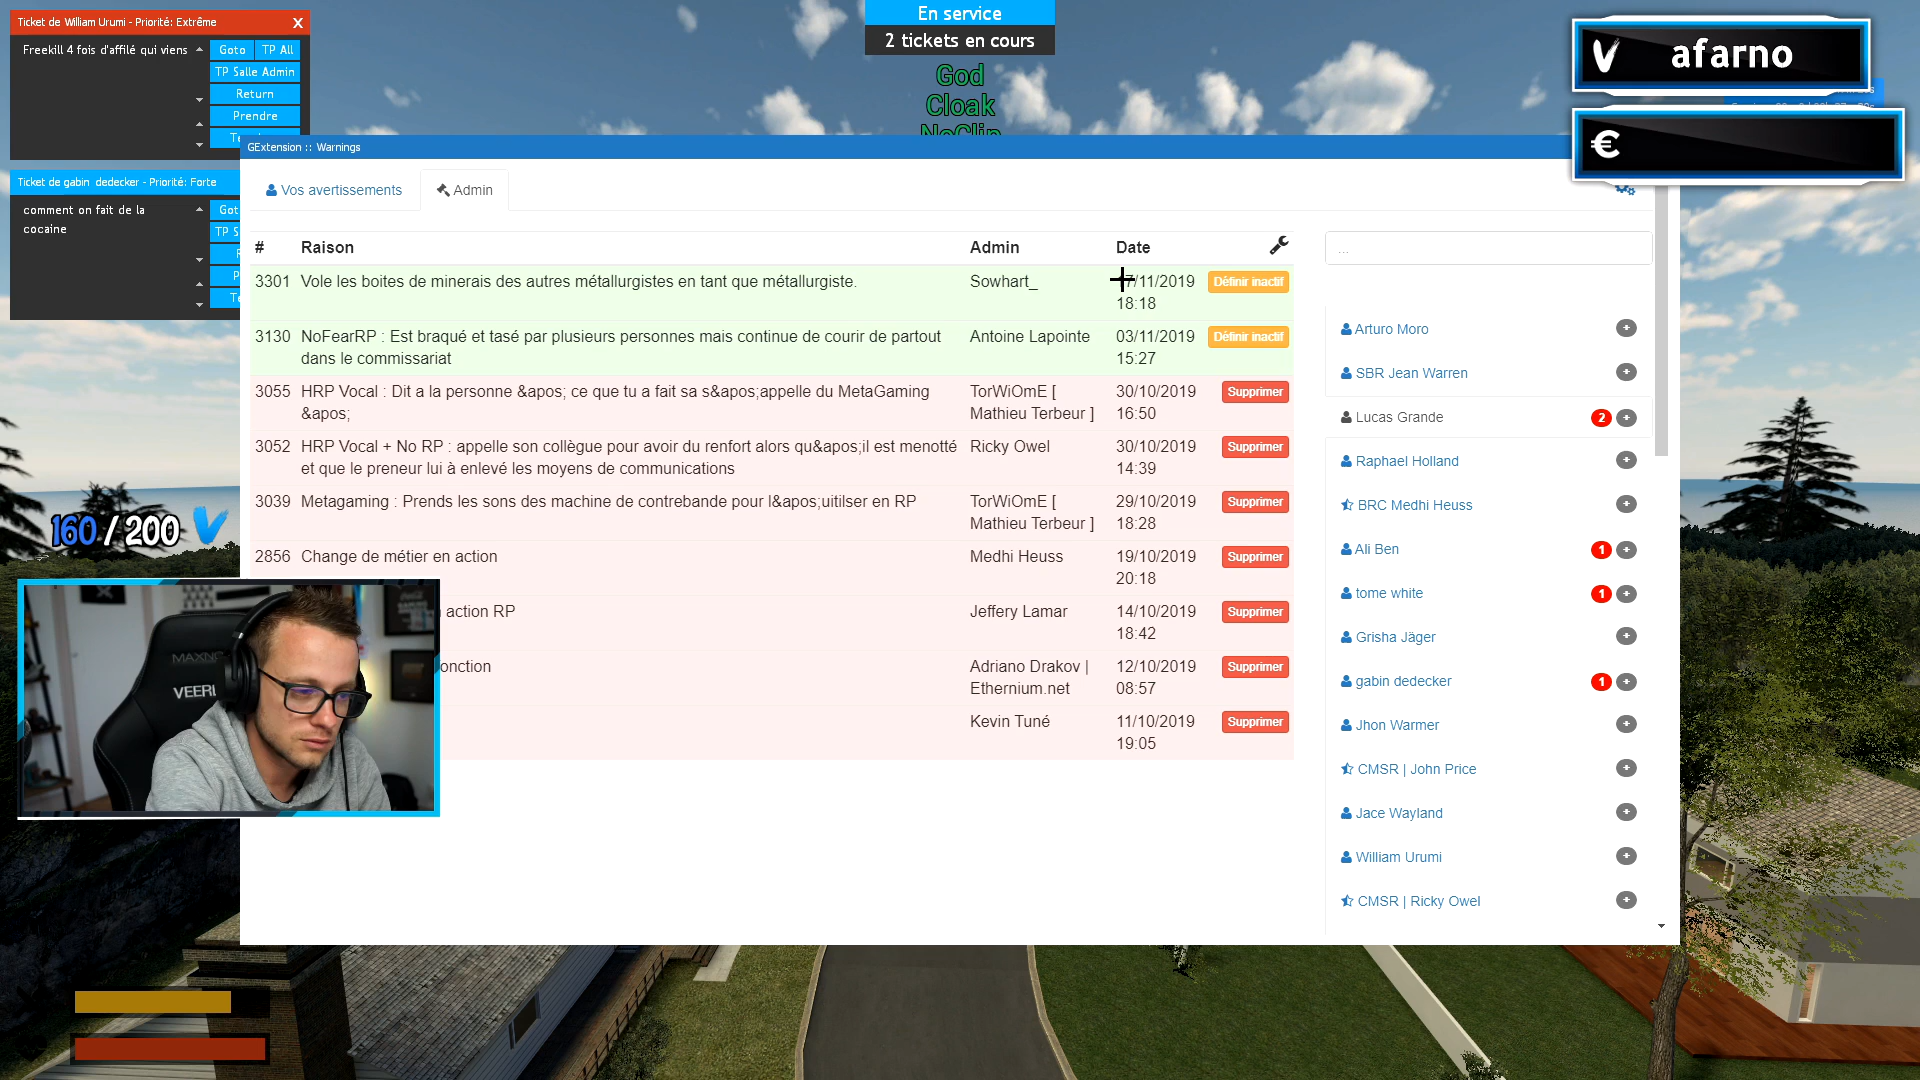 Ticket de William Urumi - Priorité: Extrême
X
Freekill 4 fois d'affilé qui viens
Goto
TP All
TP Salle Admin
Return
Prendre
Ticket de gabin dedecker - Priorité: Forte
comment on fait de la
cocaine
En service
2 tickets en cours
God
Cloak
NoClip
afarno
€
GExtension :: Warnings
Vos avertissements
Admin
# Raison Admin Date
3301 Vole les boites de minerais des autres métallurgistes en tant que métallurgiste. Sowhart_ 7/11/2019 Définir inactif
18:18
3130 NoFearRP : Est braqué et tasé par plusieurs personnes mais continue de courir de partout Antoine Lapointe 03/11/2019 Définir inactif
dans le commissariat 15:27
3055 HRP Vocal : Dit a la personne &apos; ce que tu a fait sa s&apos;appelle du MetaGaming TorWiOmE [ 30/10/2019 Supprimer
&apos; Mathieu Terbeur ] 16:50
3052 HRP Vocal + No RP : appelle son collègue pour avoir du renfort alors qu&apos;il est menotté Ricky Owel 30/10/2019 Supprimer
et que le preneur lui à enlevé les moyens de communications 14:39
3039 Metagaming : Prends les sons des machine de contrebande pour l&apos;uitilser en RP TorWiOmE [ 29/10/2019 Supprimer
Mathieu Terbeur ] 18:28
2856 Change de métier en action Medhi Heuss 19/10/2019 Supprimer
20:18
action RP Jeffery Lamar 14/10/2019 Supprimer
18:42
onction Adriano Drakov | 12/10/2019 Supprimer
Ethernium.net 08:57
Kevin Tuné 11/10/2019 Supprimer
19:05
...
Arturo Moro +
SBR Jean Warren +
Lucas Grande 2 +
Raphael Holland +
BRC Medhi Heuss +
Ali Ben 1 +
tome white 1 +
Grisha Jäger +
gabin dedecker 1 +
Jhon Warmer +
CMSR | John Price +
Jace Wayland +
William Urumi +
CMSR | Ricky Owel +
160 / 200
MAXNO
VEERI